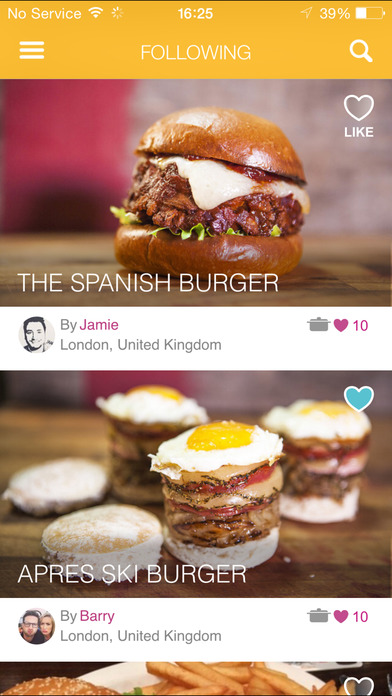 No Service 16:25 39%
FOLLOWING
LIKE
THE SPANISH BURGER
By Jamie 10
London, United Kingdom
APRES SKI BURGER
By Barry 10
London, United Kingdom